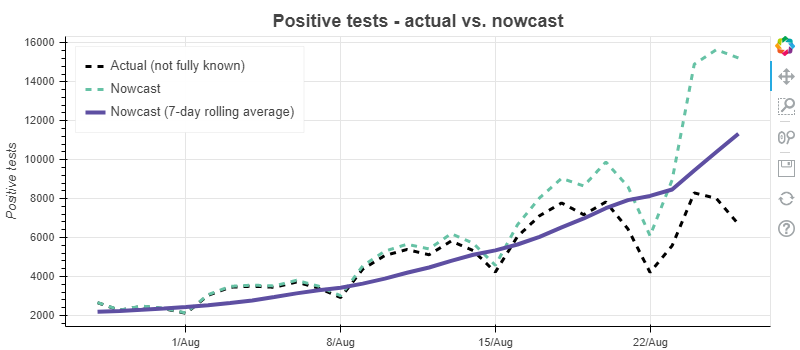 Positive tests - actual vs. nowcast
Actual (not fully known)
Nowcast
Nowcast (7-day rolling average)
Positive tests
16000
14000
12000
10000
8000
6000
4000
2000
1/Aug
8/Aug
15/Aug
22/Aug